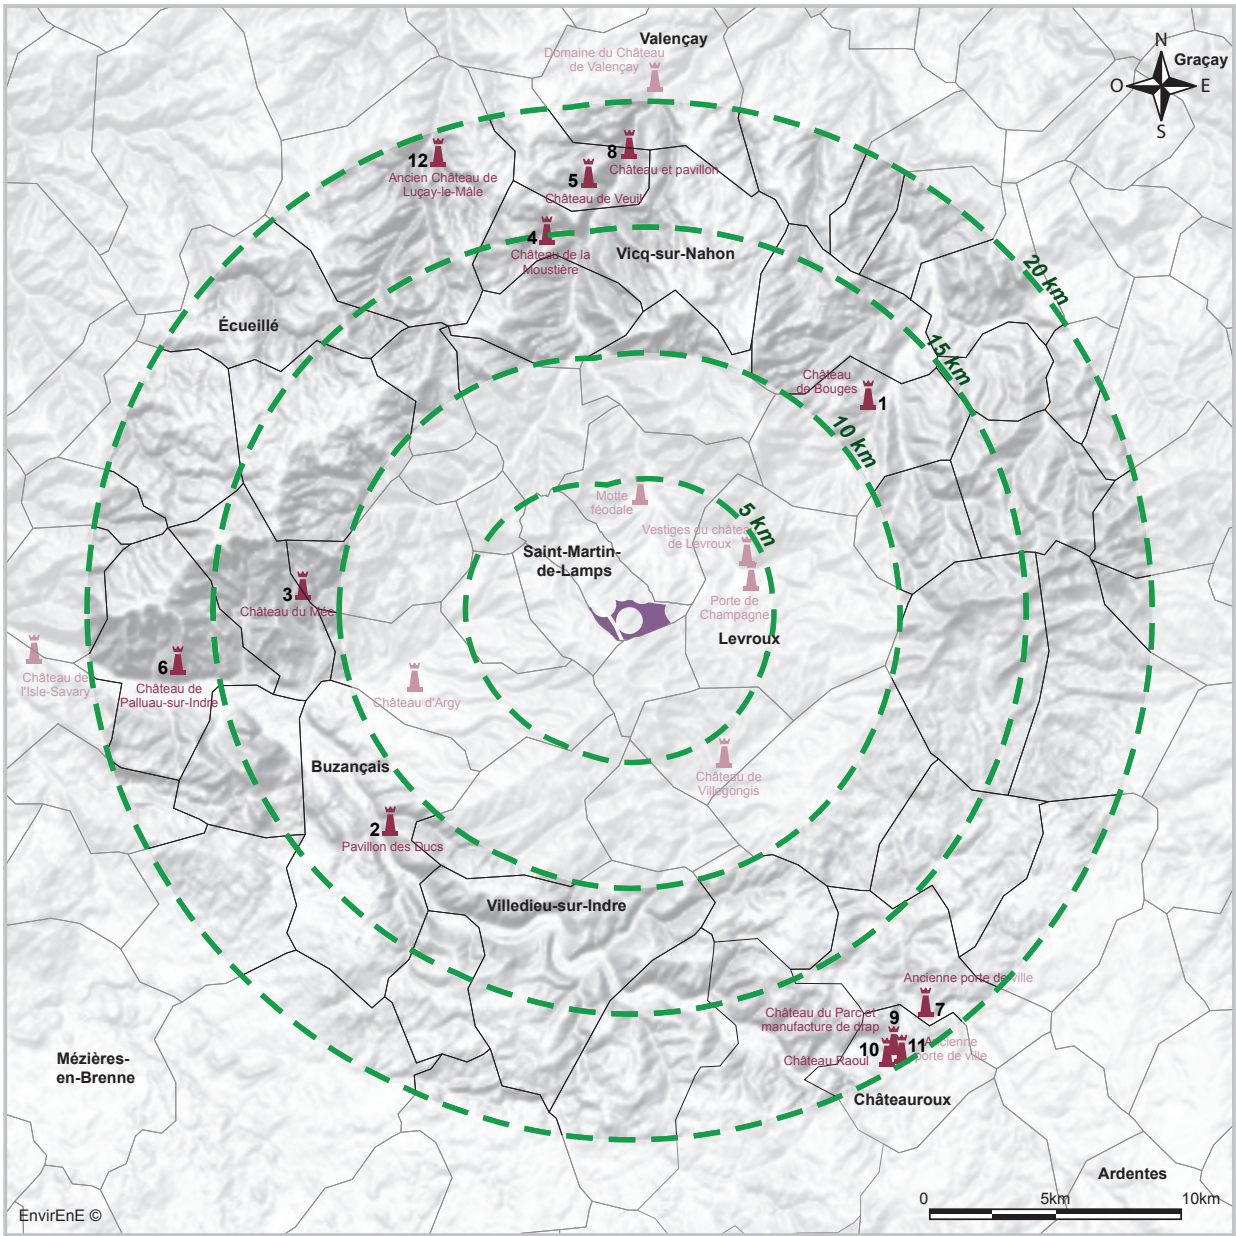 Valençay
Domaine du Château
de Valençay
N
Graçay
O
E
S
12
Ancien Château de
Luçay-le-Mâle
8
Château et pavillon
5
Château de Veuil
4
Château de la
Moustière
Vicq-sur-Nahon
20 km
Écueillé
15 km
Château
de Bouges
1
10 km
Motte
féodale
5 km
Vestiges du châtea
de Levroux
Saint-Martin-
de-Lamps
3
Château du Mée
Porte de
Champagne
Levroux
6
Château de
l'Isle-Savary
Château de
Palluau-sur-Indre
Château d'Argy
Buzançais
Château de
Villegongis
2
Pavillon des Ducs
Villedieu-sur-Indre
Ancienne porte de ville
7
Château du Parc et
manufacture de drap
9
10
11
Ancienne
porte de ville
Château Raoul
Mézières-
en-Brenne
Châteauroux
Ardentes
0
5km
10km
EnvirEnE ©